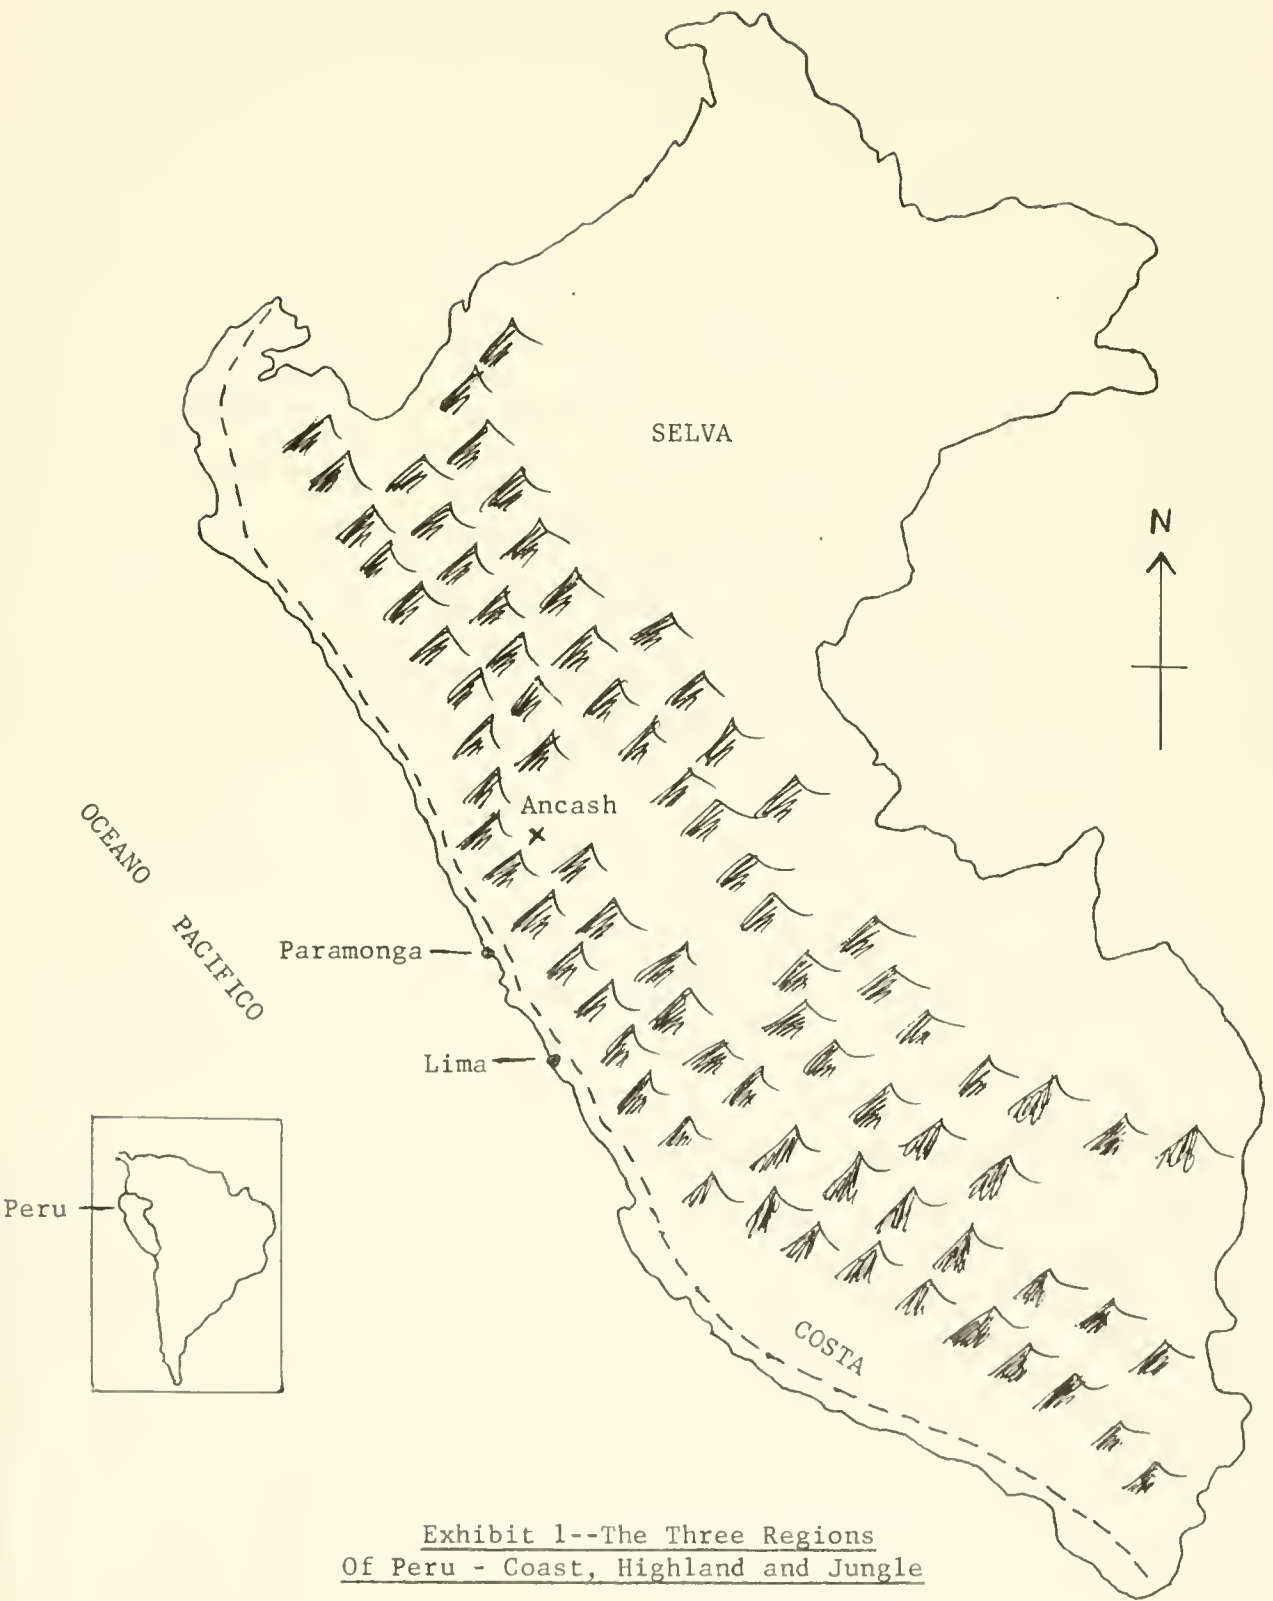 SELVA
N
Ancash
x
OCEANO
PACIFICO
Paramonga
Lima
Peru
COSTA
Exhibit 1--The Three Regions
Of Peru - Coast, Highland and Jungle